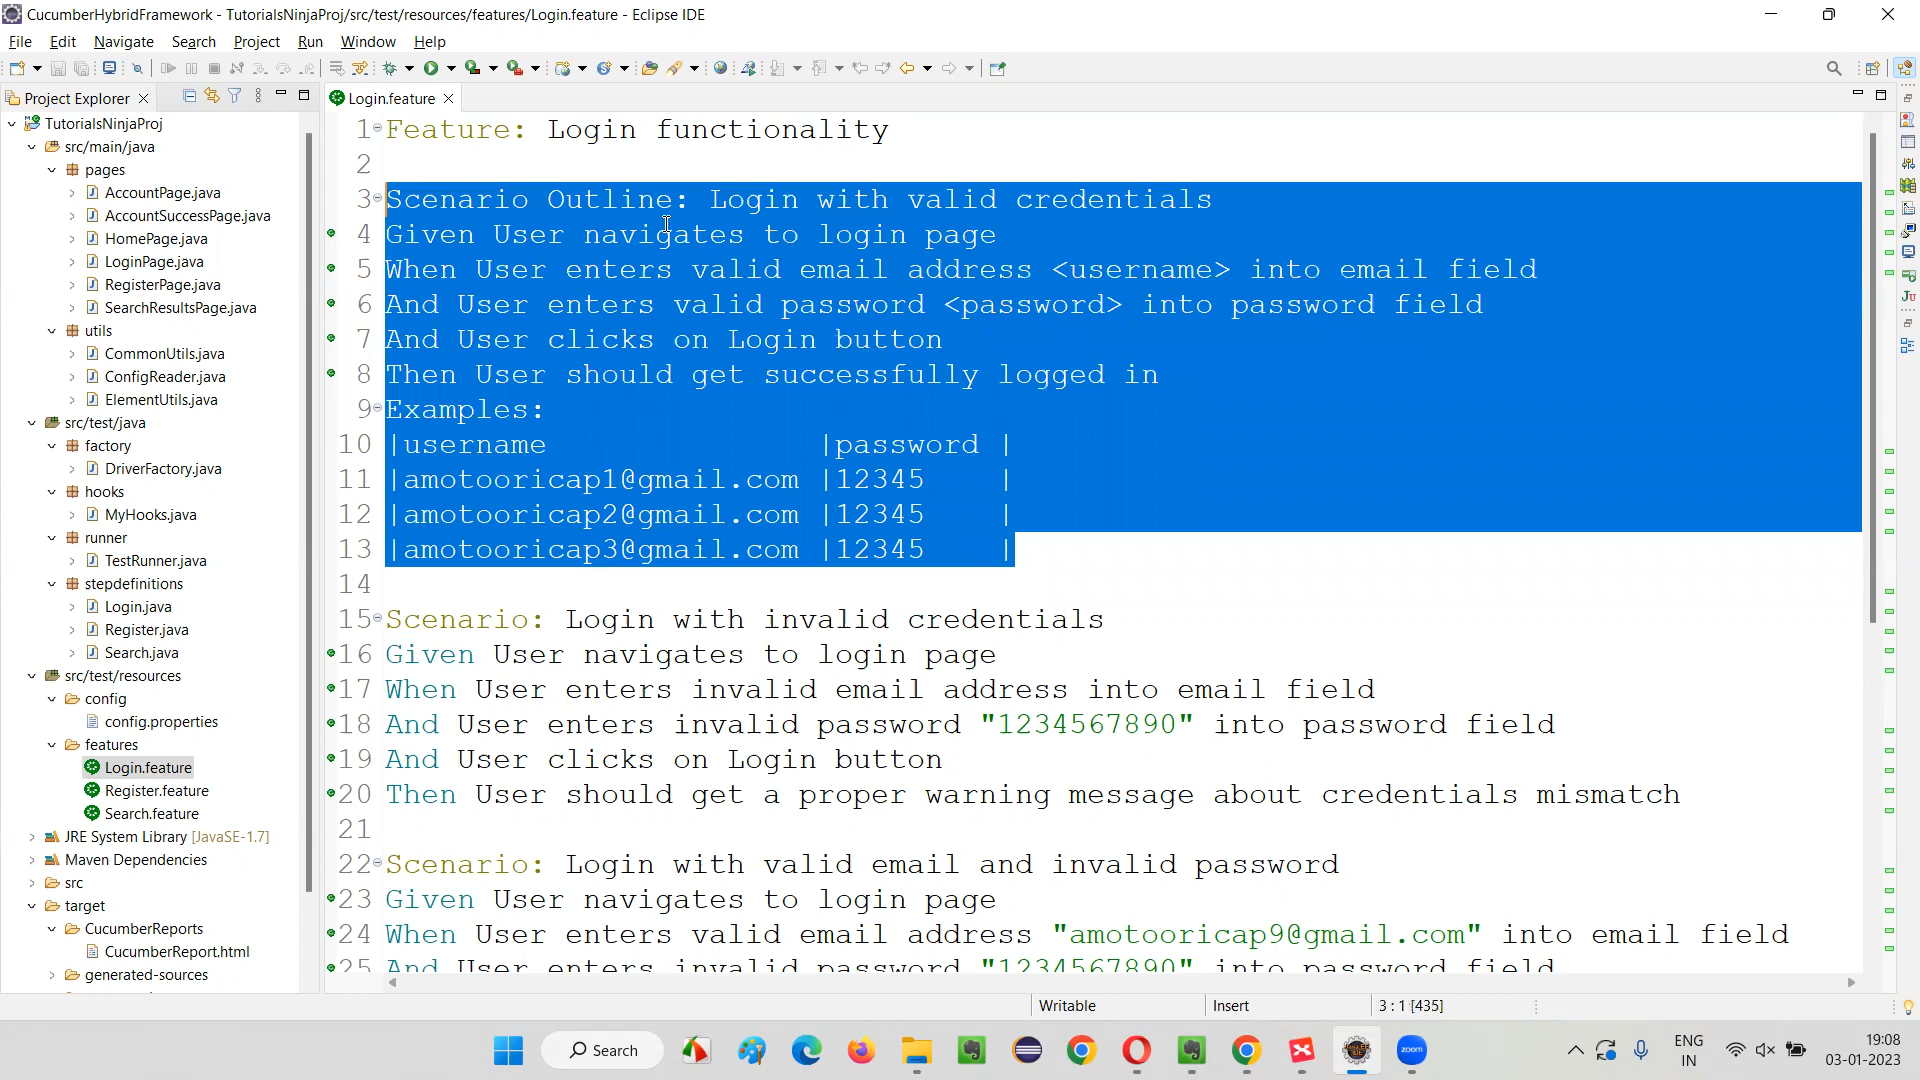 CucumberHybridFramework - TutorialsNinjaProj/src/test/resources/features/Login.feature - Eclipse IDE
File Edit Navigate Search Project Run Window Help
Project Explorer
TutorialsNinjaProj
src/main/java
pages
AccountPage.java
AccountSuccessPage.java
HomePage.java
LoginPage.java
RegisterPage.java
SearchResultsPage.java
utils
CommonUtils.java
ConfigReader.java
ElementUtils.java
src/test/java
factory
DriverFactory.java
hooks
MyHooks.java
runner
TestRunner.java
stepdefinitions
Login.java
Register.java
Search.java
src/test/resources
config
config.properties
features
Login.feature
Register.feature
Search.feature
JRE System Library [JavaSE-1.7]
Maven Dependencies
src
target
CucumberReports
CucumberReport.html
generated-sources
Login.feature
1 Feature: Login functionality
2
3 Scenario Outline: Login with valid credentials
4 Given User navigates to login page
5 When User enters valid email address <username> into email field
6 And User enters valid password <password> into password field
7 And User clicks on Login button
8 Then User should get successfully logged in
9 Examples:
10 |username |password |
11 |amotooricap1@gmail.com |12345 |
12 |amotooricap2@gmail.com |12345 |
13 |amotooricap3@gmail.com |12345 |
14
15 Scenario: Login with invalid credentials
16 Given User navigates to login page
17 When User enters invalid email address into email field
18 And User enters invalid password "1234567890" into password field
19 And User clicks on Login button
20 Then User should get a proper warning message about credentials mismatch
21
22 Scenario: Login with valid email and invalid password
23 Given User navigates to login page
24 When User enters valid email address "amotooricap9@gmail.com" into email field
25 And User enters invalid password "1234567890" into password field
Writable Insert 3 : 1 [435]
Search
zoom
ENG
IN
19:08
03-01-2023